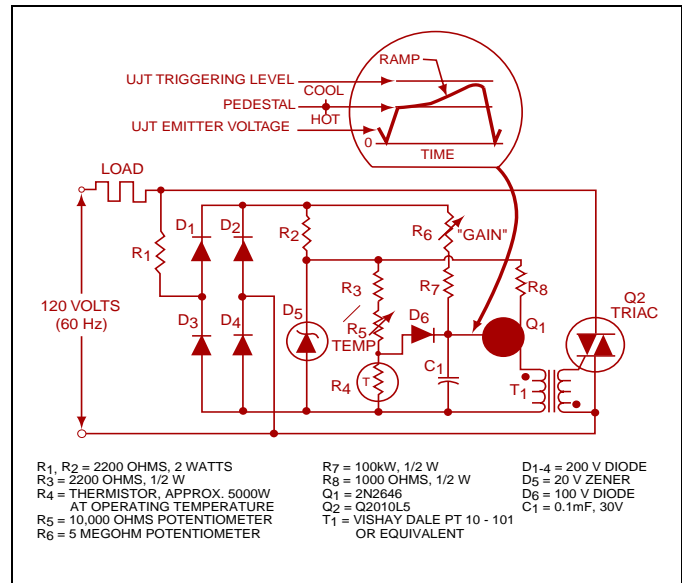 RAMP
UJT TRIGGERING LEVEL
COOL
PEDESTAL
HOT
UJT EMITTER VOLTAGE
0
TIME
LOAD
D1
D2
R2
R6
"GAIN"
R1
R3
R7
R8
120 VOLTS
(60 Hz)
D3
D4
D5
R5
TEMP
D6
Q1
Q2
TRIAC
R4
T
C1
T1
R1, R2 = 2200 OHMS, 2 WATTS
R3 = 2200 OHMS, 1/2 W
R4 = THERMISTOR, APPROX. 5000W
AT OPERATING TEMPERATURE
R5 = 10,000 OHMS POTENTIOMETER
R6 = 5 MEGOHM POTENTIOMETER
R7 = 100kW, 1/2 W
R8 = 1000 OHMS, 1/2 W
Q1 = 2N2646
Q2 = Q2010L5
T1 = VISHAY DALE PT 10 - 101
OR EQUIVALENT
D1-4 = 200 V DIODE
D5 = 20 V ZENER
D6 = 100 V DIODE
C1 = 0.1mF, 30V